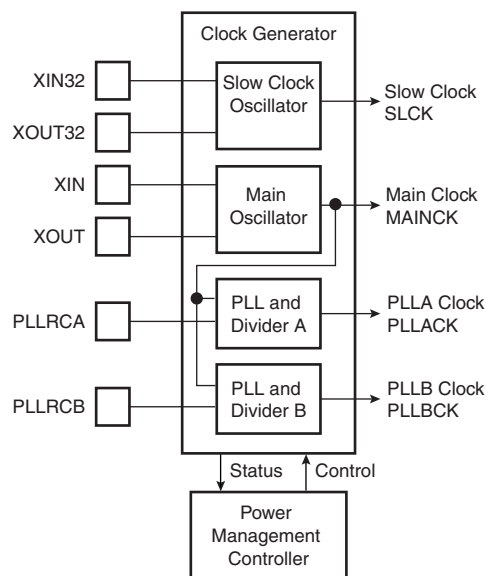 Clock Generator
XIN32
Slow Clock
Oscillator
Slow Clock
SLCK
XOUT32
XIN
Main
Oscillator
Main Clock
MAINCK
XOUT
PLLRCA
PLL and
Divider A
PLLA Clock
PLLACK
PLLRCB
PLL and
Divider B
PLLB Clock
PLLBCK
Status
Control
Power
Management
Controller